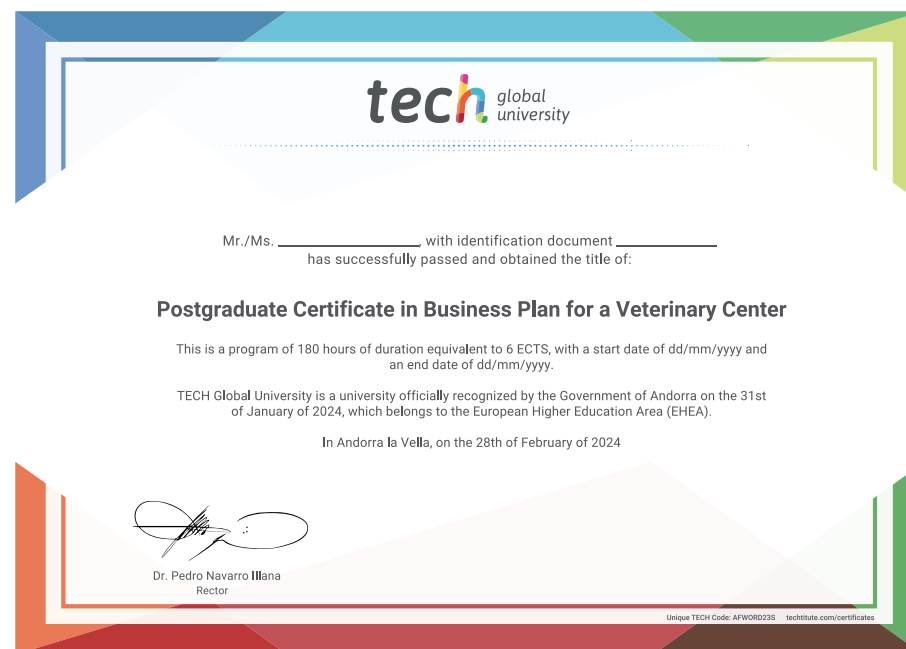 tech global
university
Mr./Ms. ____________, with identification document ____________
has successfully passed and obtained the title of:
Postgraduate Certificate in Business Plan for a Veterinary Center
This is a program of 180 hours of duration equivalent to 6 ECTS, with a start date of dd/mm/yyyy and
an end date of dd/mm/yyyy.
TECH Global University is a university officially recognized by the Government of Andorra on the 31st
of January of 2024, which belongs to the European Higher Education Area (EHEA).
In Andorra la Vella, on the 28th of February of 2024
Dr. Pedro Navarro Illana
Rector
Unique TECH Code: AFWORD23S techtitute.com/certificates